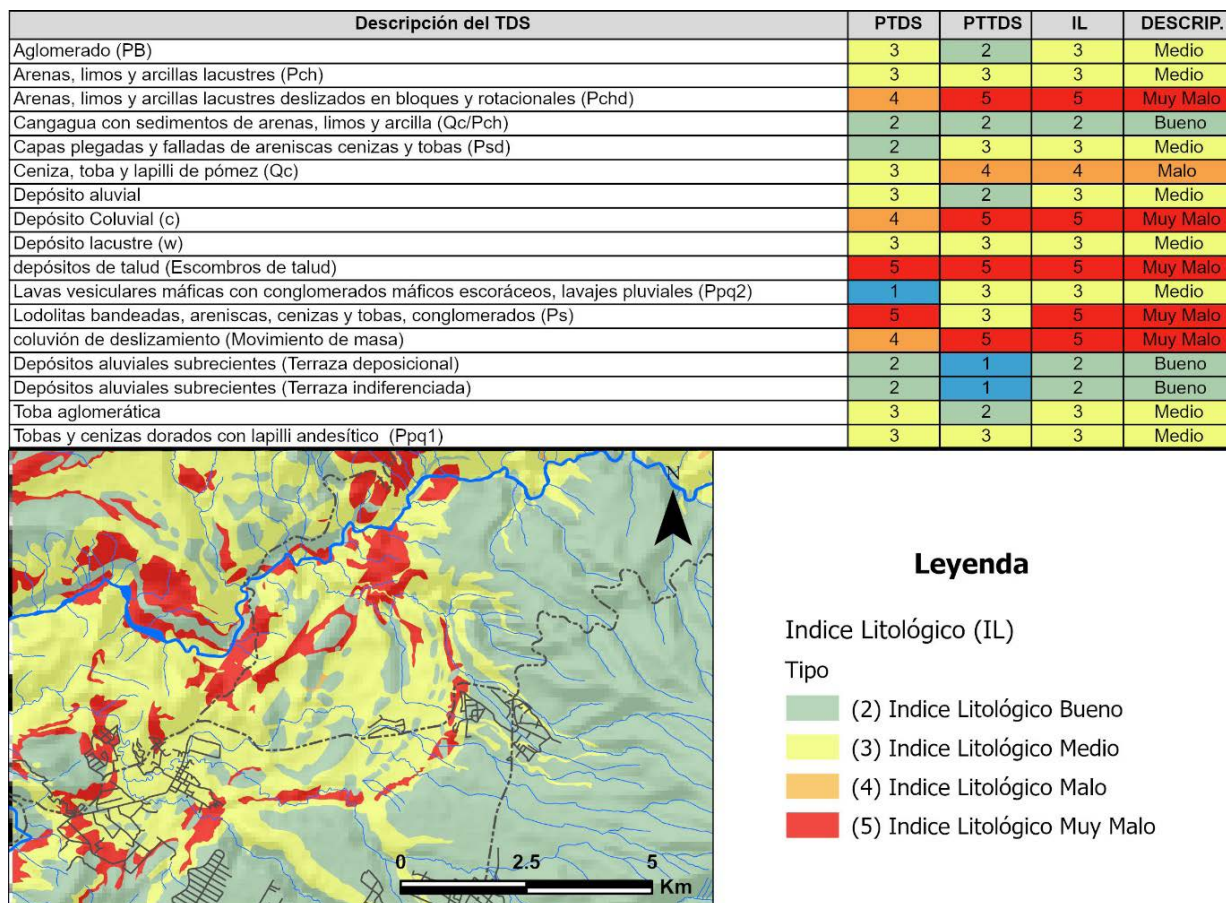 Descripción del TDS PTDS PTTDS IL DESCRIP.
Aglomerado (PB) 3 2 3 Medio
Arenas, limos y arcillas lacustres (Pch) 3 3 3 Medio
Arenas, limos y arcillas lacustres deslizados en bloques y rotacionales (Pchd) 4 5 5 Muy Malo
Cangagua con sedimentos de arenas, limos y arcilla (Qc/Pch) 2 2 2 Bueno
Capas plegadas y falladas de areniscas cenizas y tobas (Psd) 2 3 3 Medio
Ceniza, toba y lapilli de pómez (Qc) 3 4 4 Malo
Depósito aluvial 3 2 3 Medio
Depósito Coluvial (c) 4 5 5 Muy Malo
Depósito lacustre (w) 3 3 3 Medio
depósitos de talud (Escombros de talud) 5 5 5 Muy Malo
Lavas vesiculares máficas con conglomerados máficos escoráceos, lavajes pluviales (Ppq2) 1 3 3 Medio
Lodolitas bandeadas, areniscas, cenizas y tobas, conglomerados (Ps) 5 3 5 Muy Malo
coluvión de deslizamiento (Movimiento de masa) 4 5 5 Muy Malo
Depósitos aluviales subrecientes (Terraza deposicional) 2 1 2 Bueno
Depósitos aluviales subrecientes (Terraza indiferenciada) 2 1 2 Bueno
Toba aglomerática 3 2 3 Medio
Tobas y cenizas dorados con lapilli andesítico (Ppq1) 3 3 3 Medio
N
0 2.5 5
Km
Leyenda
Indice Litológico (IL)
Tipo
(2) Indice Litológico Bueno
(3) Indice Litológico Medio
(4) Indice Litológico Malo
(5) Indice Litológico Muy Malo